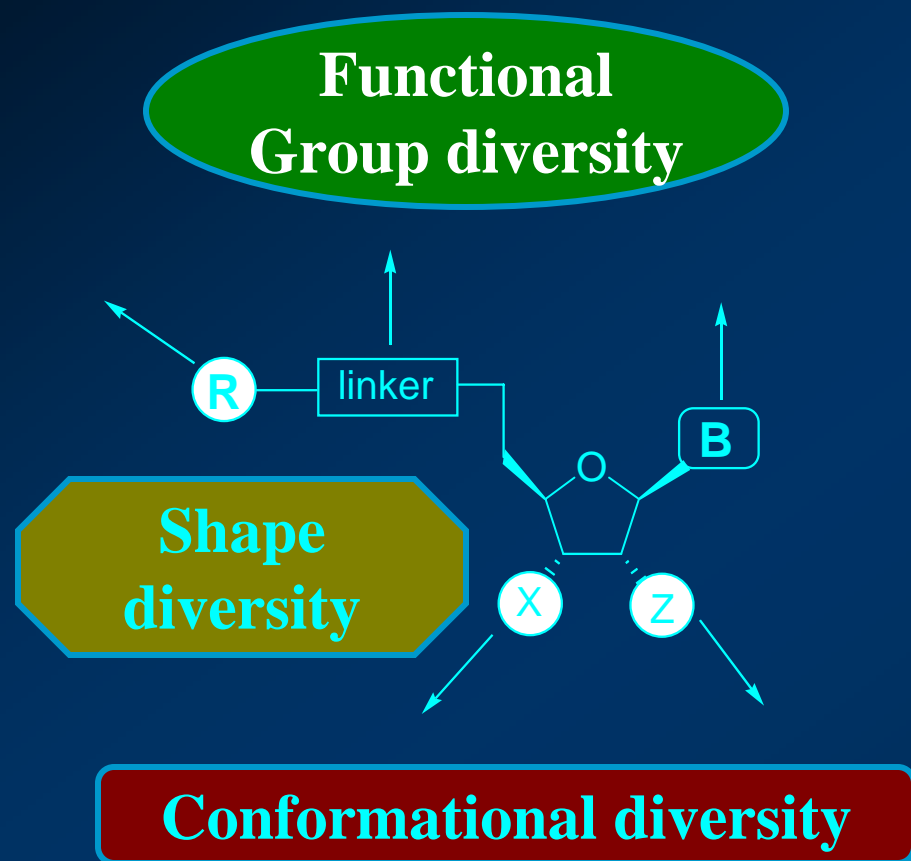 Functional
Group diversity
R
linker
B
O
Shape
diversity
X
Z
Conformational diversity